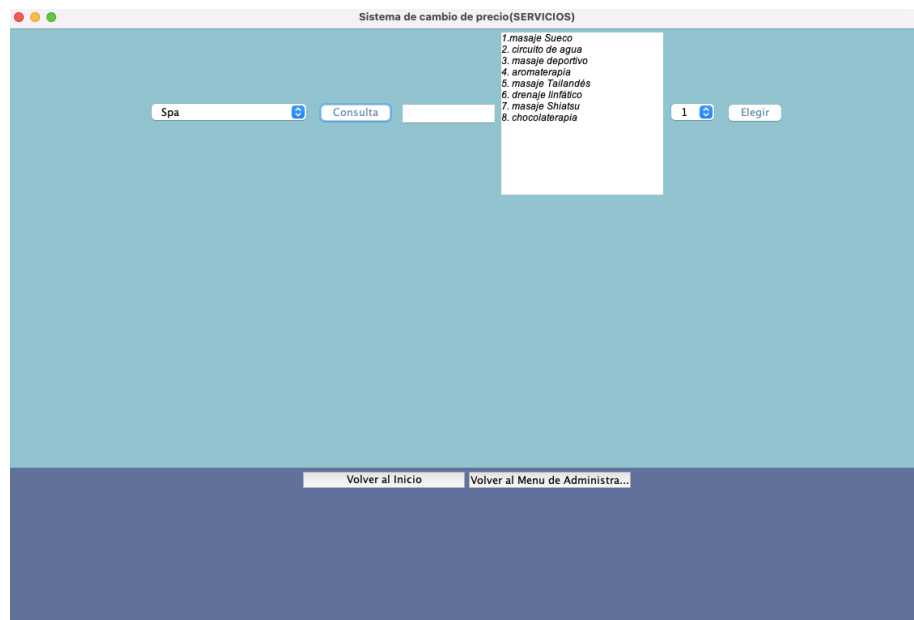 Sistema de cambio de precio(SERVICIOS)
1.masaje Sueco
2. circuito de agua
3. masaje deportivo
4. aromaterapia
5. masaje Tailandés
6. drenaje linfático
7. masaje Shiatsu
8. chocolaterapia
Spa
Consulta
1
Elegir
Volver al Inicio
Volver al Menu de Administra...